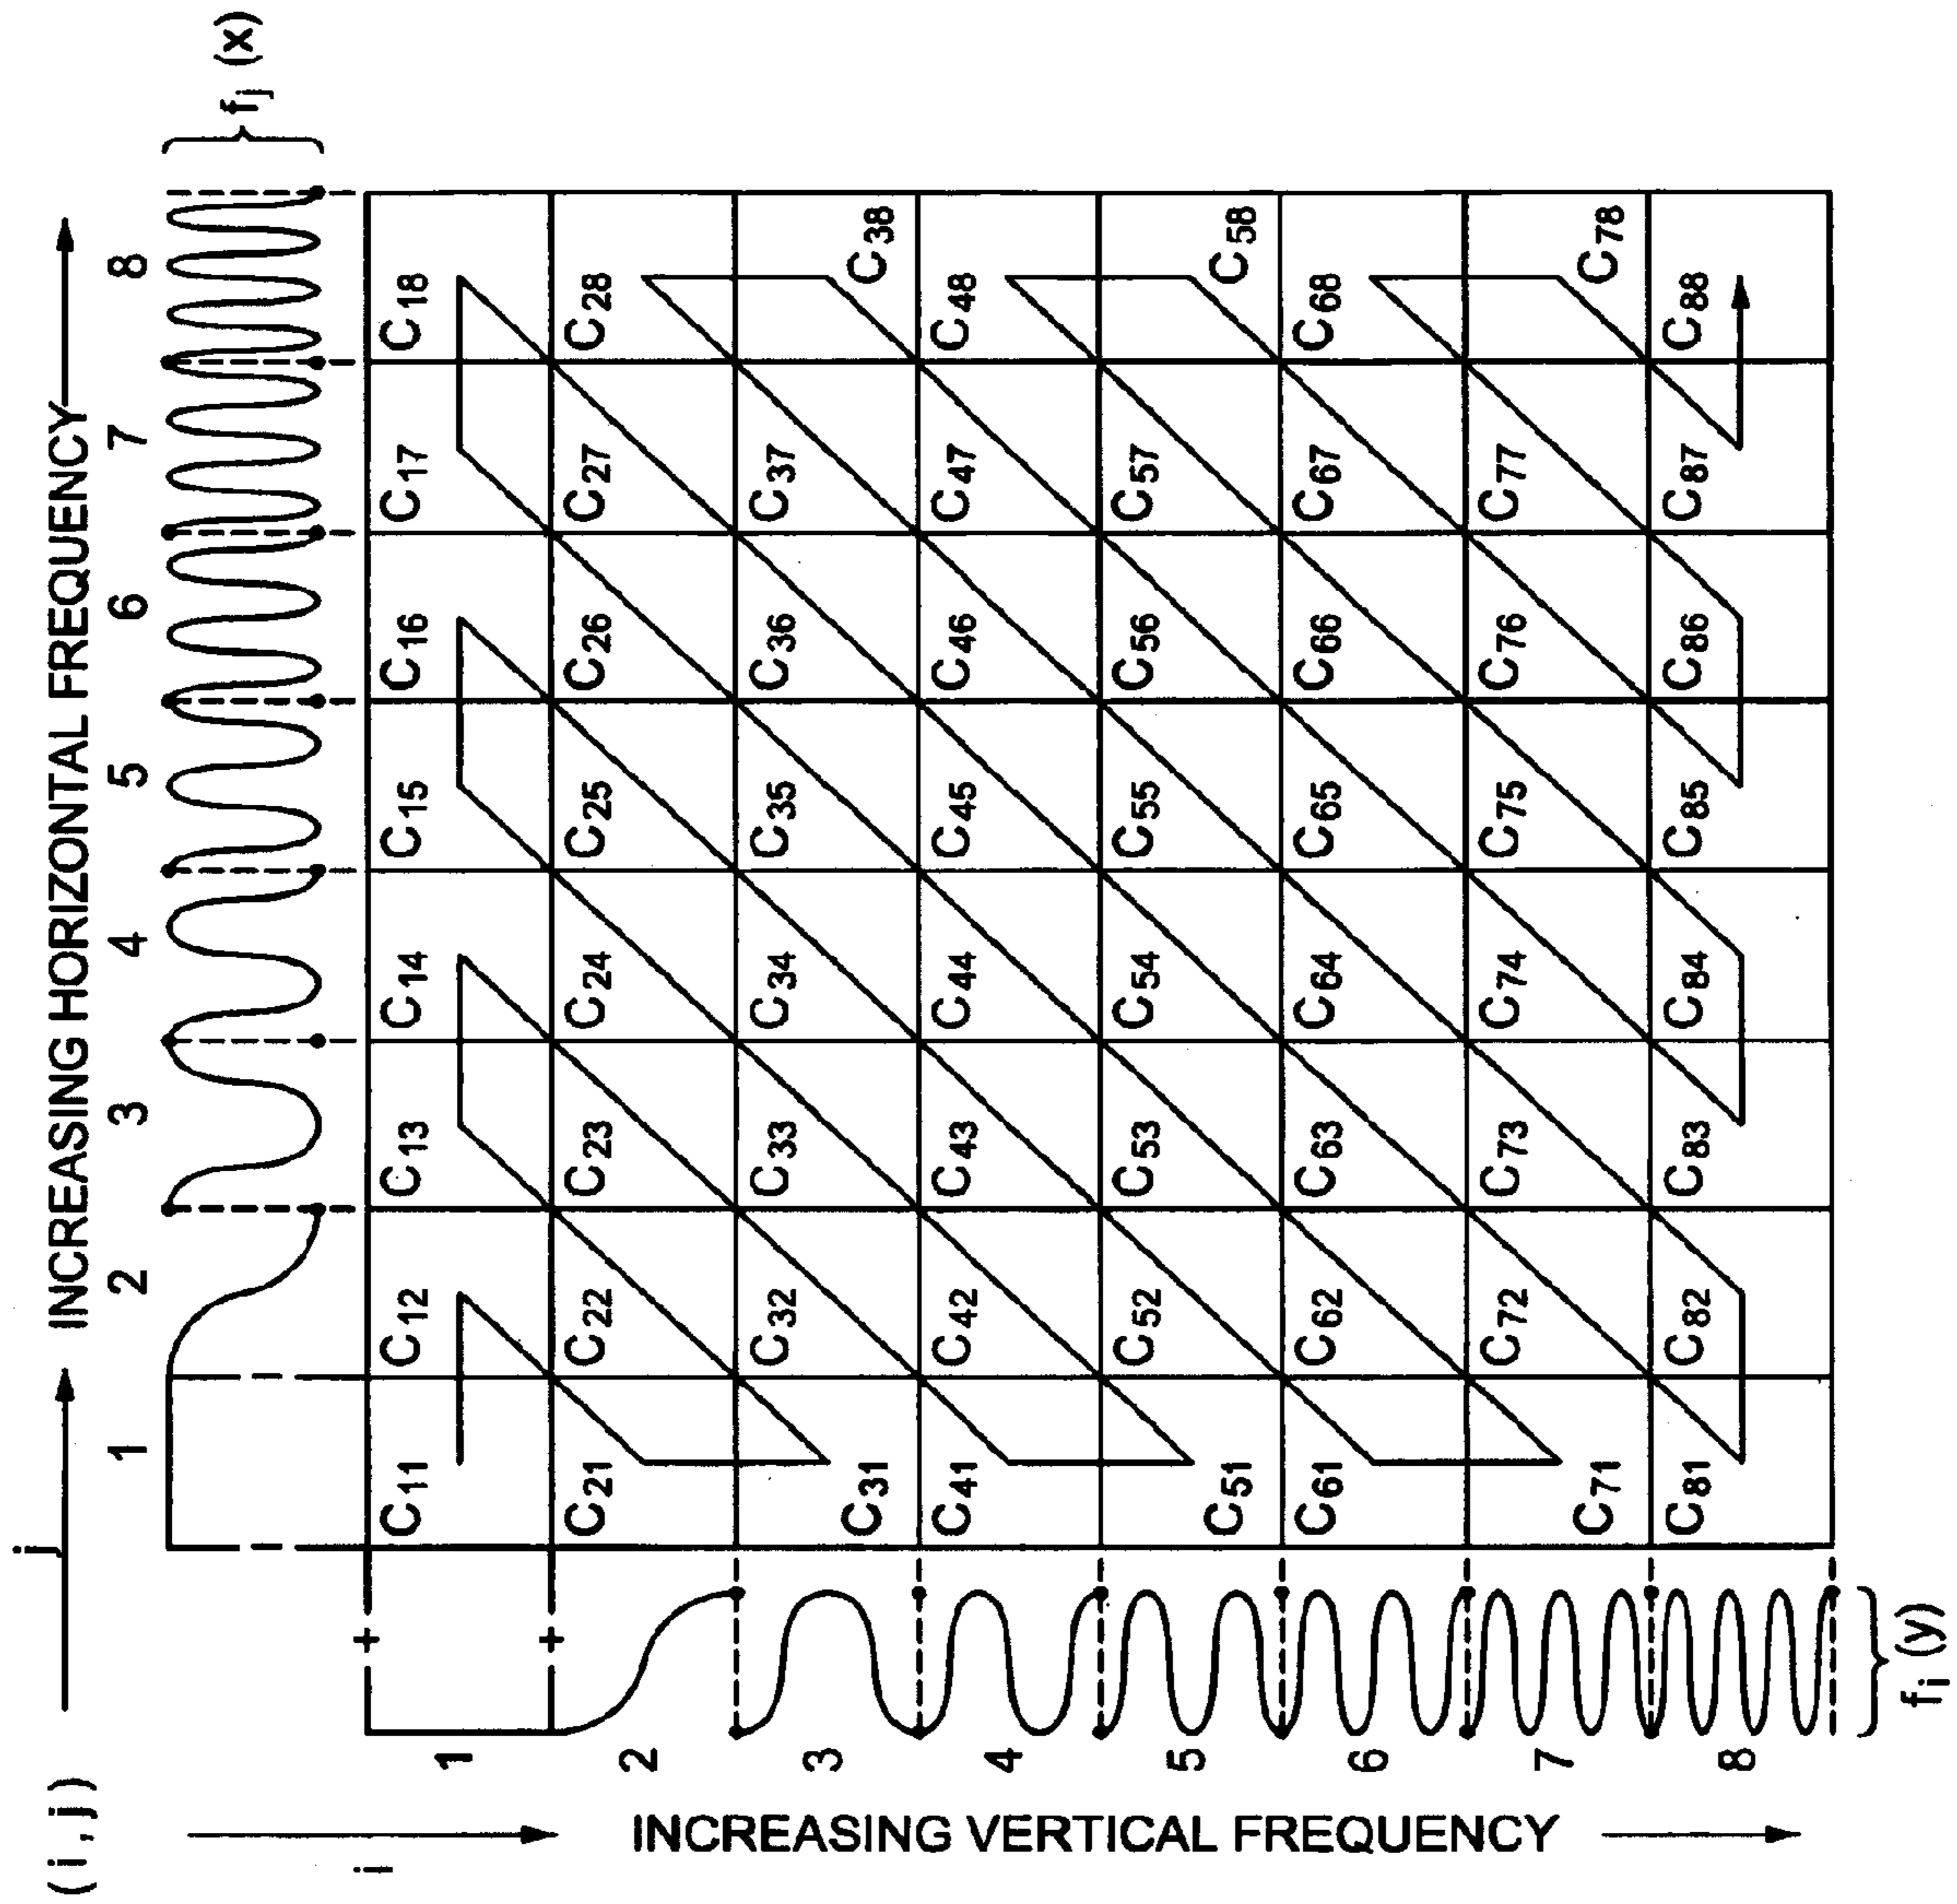 (i,j)
j
INCREASING HORIZONTAL FREQUENCY
1 2 3 4 5 6 7 8
fj (x)
i
INCREASING VERTICAL FREQUENCY
fi (y)
1 C11 C12 C13 C14 C15 C16 C17 C18
2 C21 C22 C23 C24 C25 C26 C27 C28
3 C31 C32 C33 C34 C35 C36 C37 C38
4 C41 C42 C43 C44 C45 C46 C47 C48
5 C51 C52 C53 C54 C55 C56 C57 C58
6 C61 C62 C63 C64 C65 C66 C67 C68
7 C71 C72 C73 C74 C75 C76 C77 C78
8 C81 C82 C83 C84 C85 C86 C87 C88